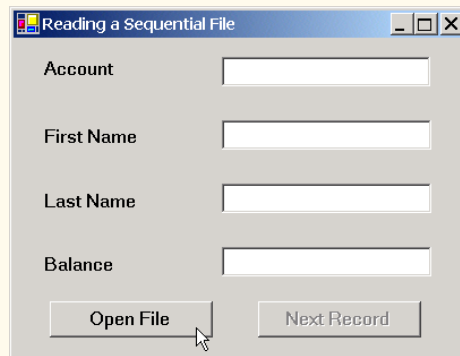 Reading a Sequential File
Account
First Name
Last Name
Balance
Open File
Next Record